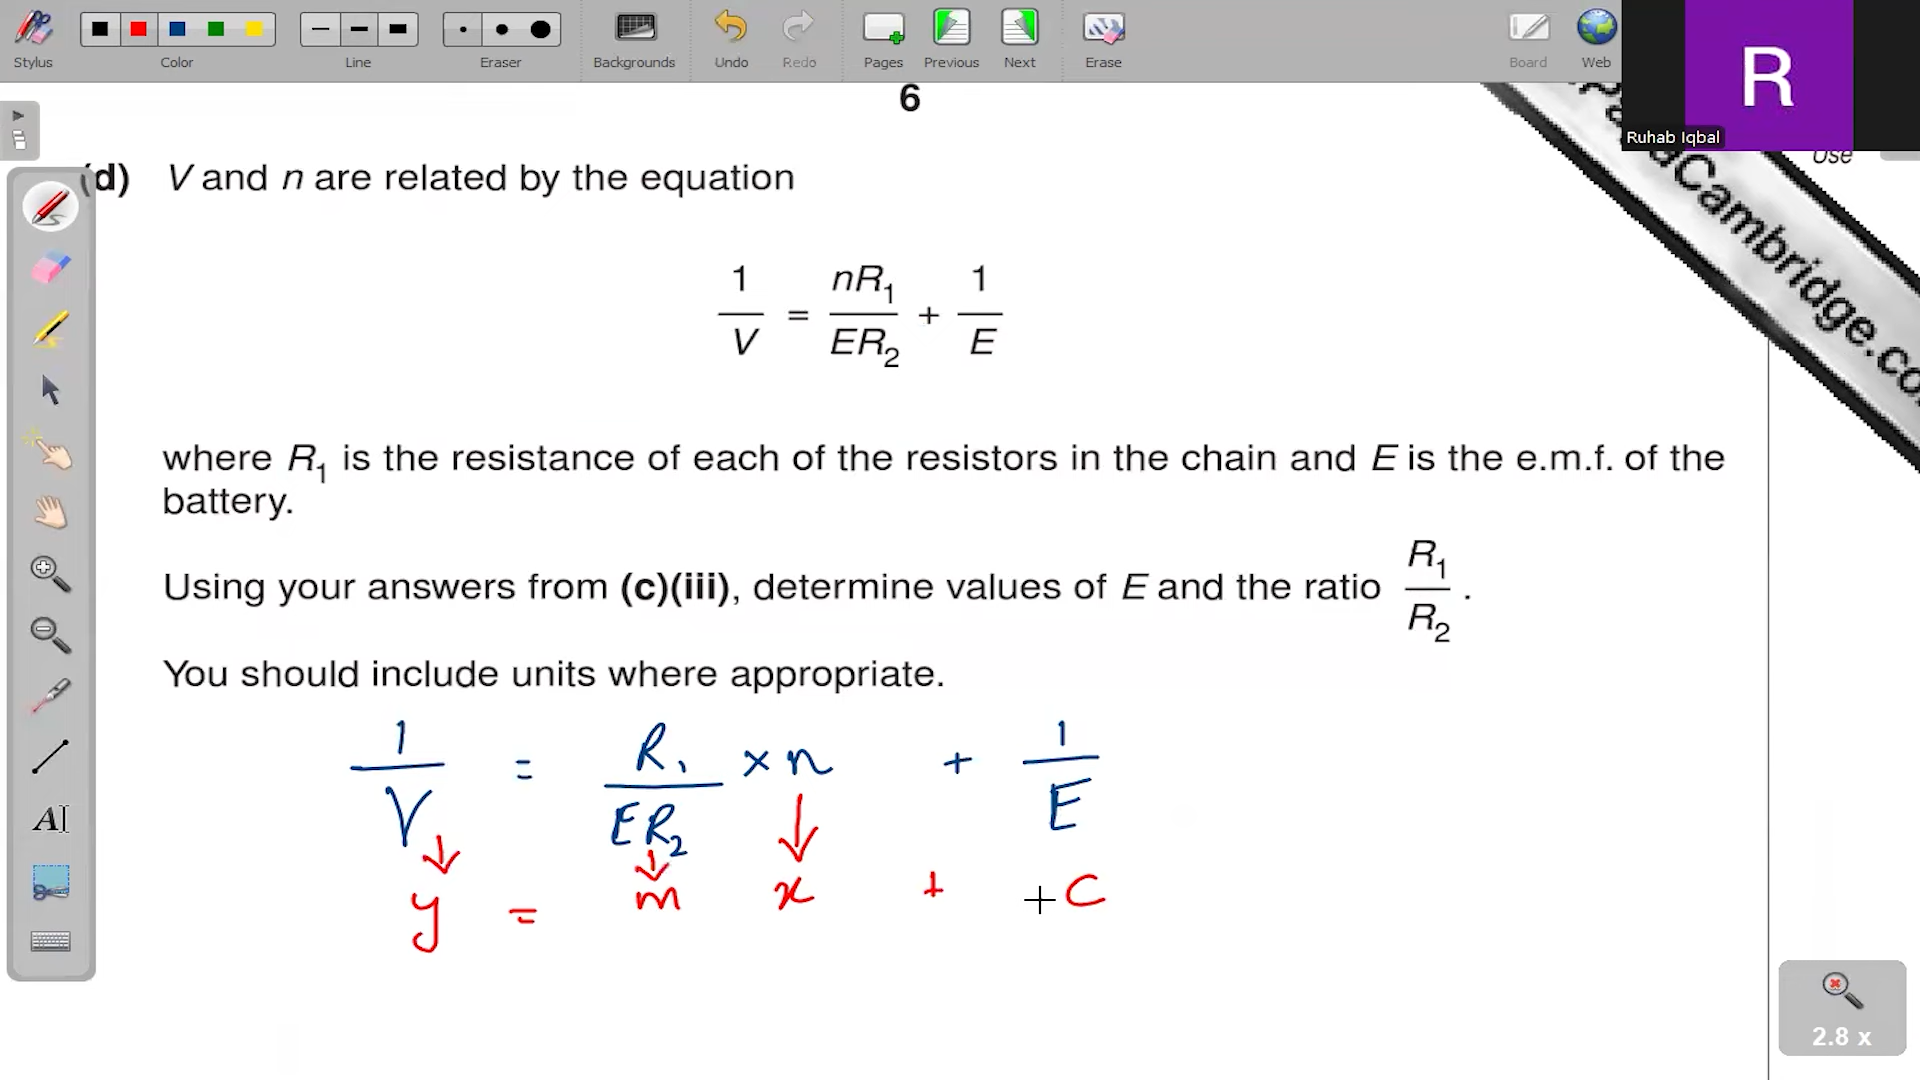 Stylus Color Line Eraser Backgrounds Undo Redo Pages Previous Next Erase Board Web
R
Ruhab Iqbal
Use
PapaCambridge.co
6
(d) V and n are related by the equation
1/V = nR₁/ER₂ + 1/E
where R₁ is the resistance of each of the resistors in the chain and E is the e.m.f. of the
battery.
Using your answers from (c)(iii), determine values of E and the ratio R₁/R₂ .
You should include units where appropriate.
1/V = R₁/ER₂ × n + 1/E
y = m x + C
AI
2.8 x